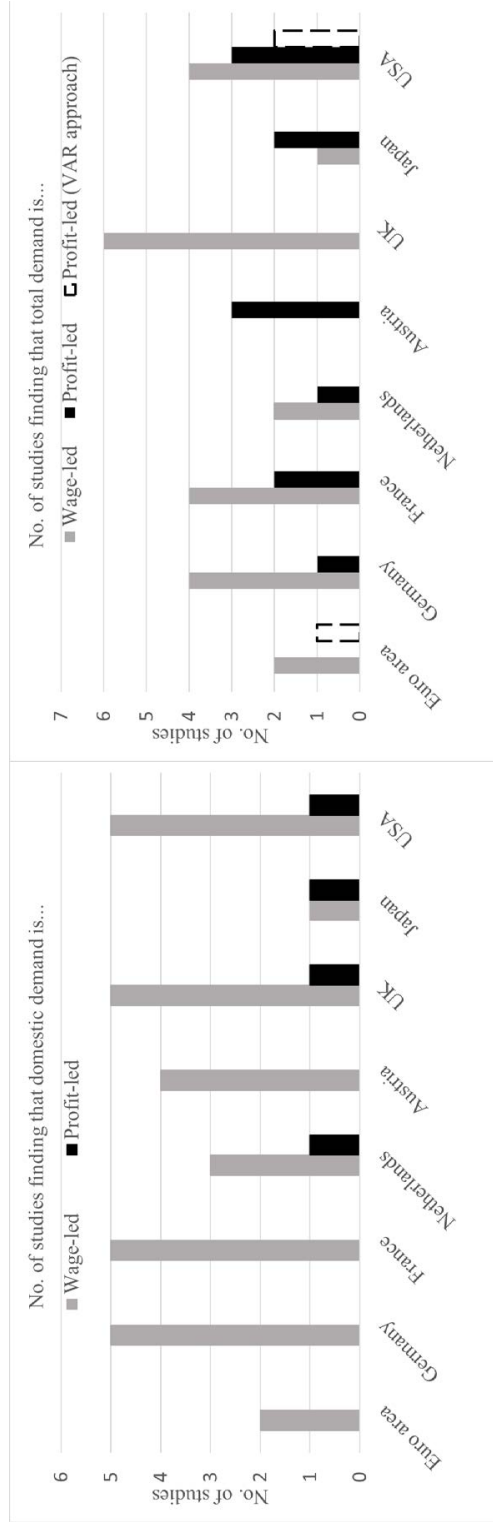 No. of studies finding that domestic demand is...
Wage-led
Profit-led
No. of studies
6
5
4
3
2
1
0
Euro area
Germany
France
Netherlands
Austria
UK
Japan
USA
No. of studies finding that total demand is...
Wage-led
Profit-led
Profit-led (VAR approach)
No. of studies
7
6
5
4
3
2
1
0
Euro area
Germany
France
Netherlands
Austria
UK
Japan
USA